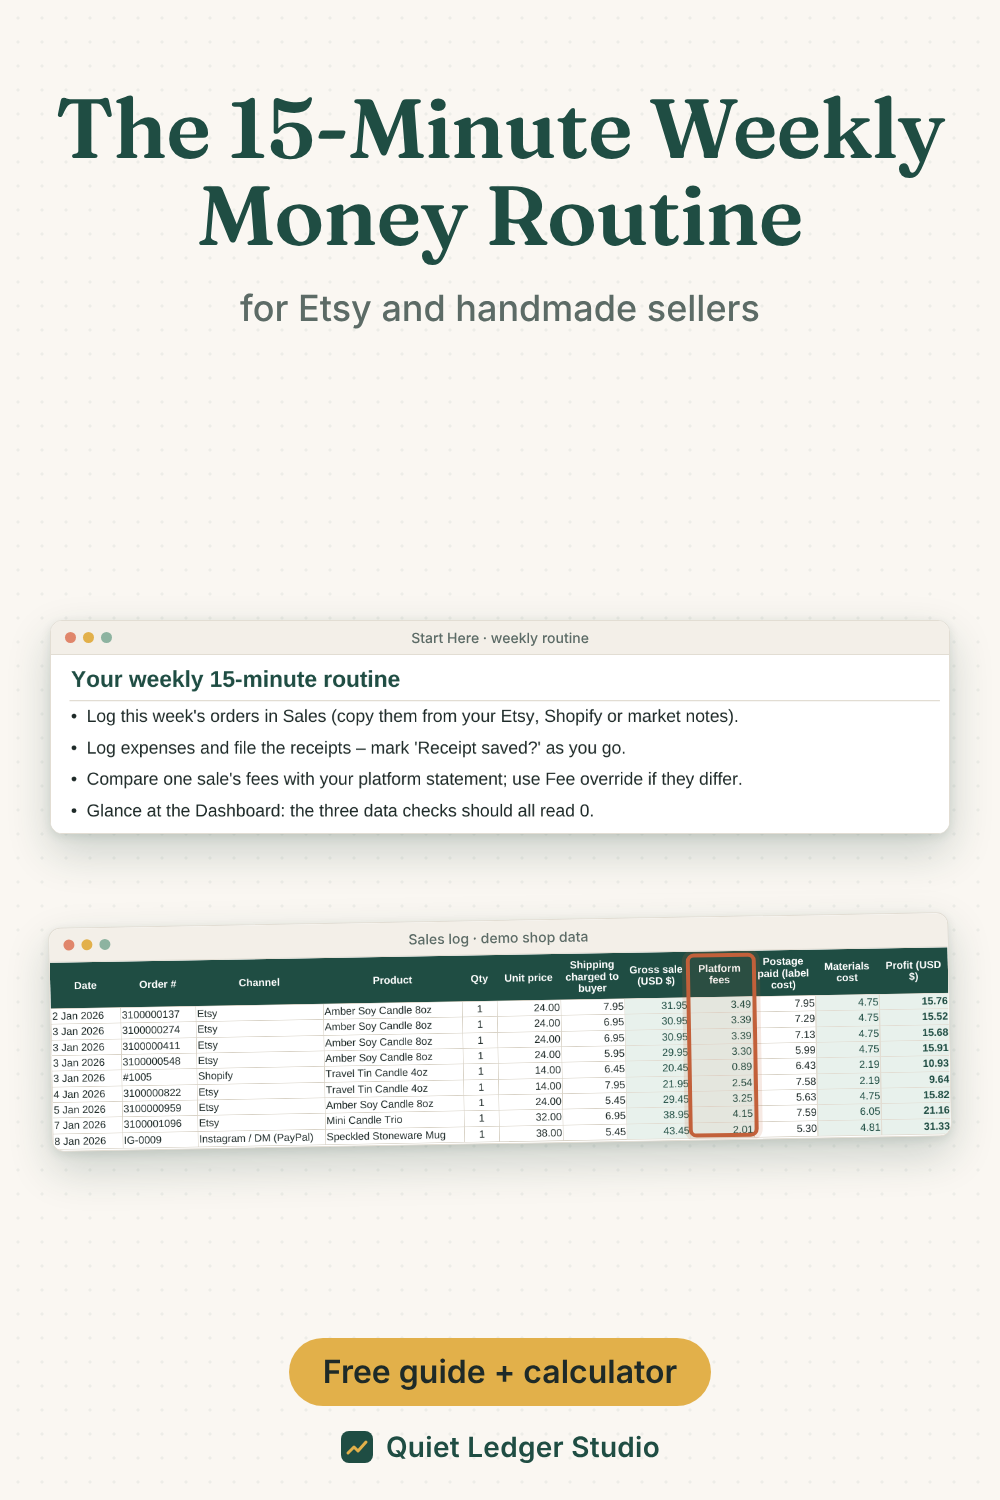 The 15-Minute Weekly
Money Routine
for Etsy and handmade sellers
Start Here · weekly routine
Your weekly 15-minute routine
• Log this week's orders in Sales (copy them from your Etsy, Shopify or market notes).
• Log expenses and file the receipts – mark 'Receipt saved?' as you go.
• Compare one sale's fees with your platform statement; use Fee override if they differ.
• Glance at the Dashboard: the three data checks should all read 0.
Sales log · demo shop data
Date Order # Channel Product Qty Unit price Shipping charged to buyer Gross sale (USD $) Platform fees Postage paid (label cost) Materials cost Profit (USD $)
2 Jan 2026 3100000137 Etsy Amber Soy Candle 8oz 1 24.00 7.95 31.95 3.49 7.95 4.75 15.76
3 Jan 2026 3100000274 Etsy Amber Soy Candle 8oz 1 24.00 6.95 30.95 3.39 7.29 4.75 15.52
3 Jan 2026 3100000411 Etsy Amber Soy Candle 8oz 1 24.00 6.95 30.95 3.39 7.13 4.75 15.68
3 Jan 2026 3100000548 Etsy Amber Soy Candle 8oz 1 24.00 5.95 29.95 3.30 5.99 4.75 15.91
3 Jan 2026 #1005 Shopify Travel Tin Candle 4oz 1 14.00 6.45 20.45 0.89 6.43 2.19 10.93
4 Jan 2026 3100000822 Etsy Travel Tin Candle 4oz 1 14.00 7.95 21.95 2.54 7.58 2.19 9.64
5 Jan 2026 3100000959 Etsy Amber Soy Candle 8oz 1 24.00 5.45 29.45 3.25 5.63 4.75 15.82
7 Jan 2026 3100001096 Etsy Mini Candle Trio 1 32.00 6.95 38.95 4.15 7.59 6.05 21.16
8 Jan 2026 IG-0009 Instagram / DM (PayPal) Speckled Stoneware Mug 1 38.00 5.45 43.45 2.01 5.30 4.81 31.33
Free guide + calculator
Quiet Ledger Studio